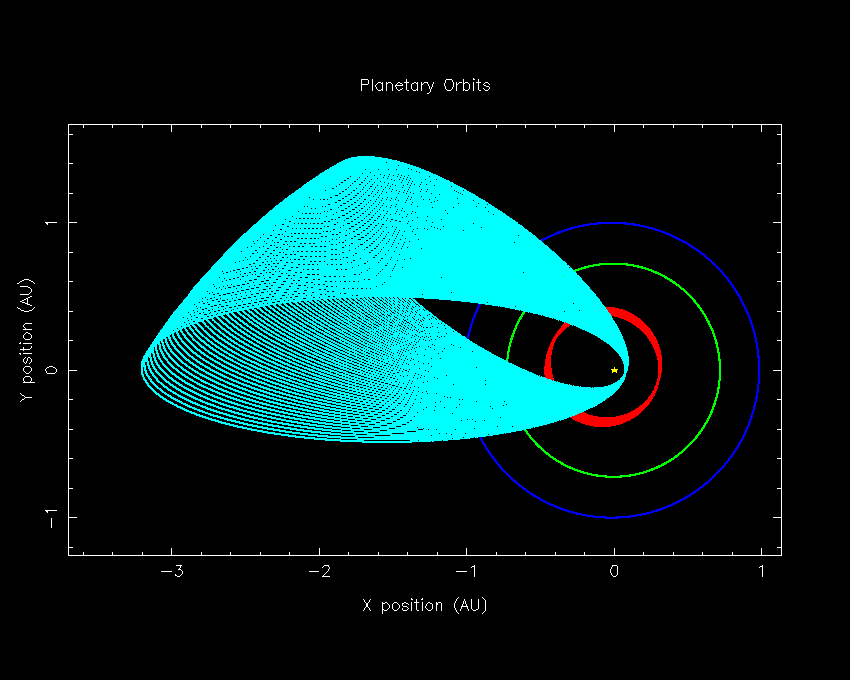 Planetary Orbits
Y position (AU)
1
0
−1
−3
−2
−1
0
1
X position (AU)